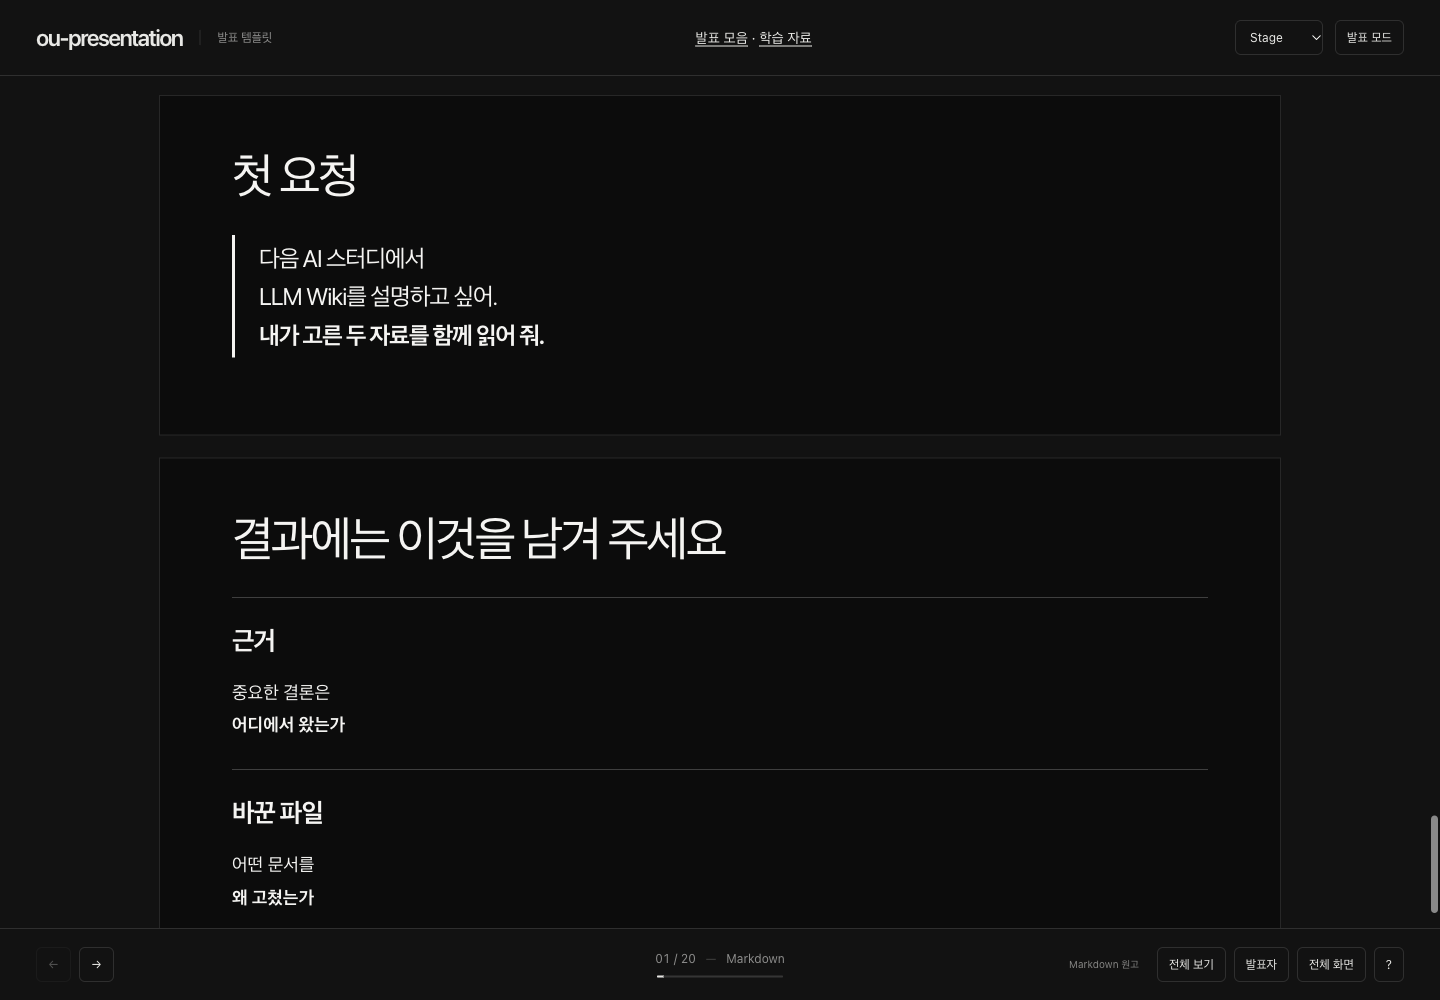 ou-presentation
발표 템플릿
발표 모음 · 학습 자료
Stage
발표 모드
첫 요청
다음 AI 스터디에서
LLM Wiki를 설명하고 싶어.
내가 고른 두 자료를 함께 읽어 줘.
결과에는 이것을 남겨 주세요
근거
중요한 결론은
어디에서 왔는가
바꾼 파일
어떤 문서를
왜 고쳤는가
←
→
01 / 20 — Markdown
Markdown 원고
전체 보기
발표자
전체 화면
?